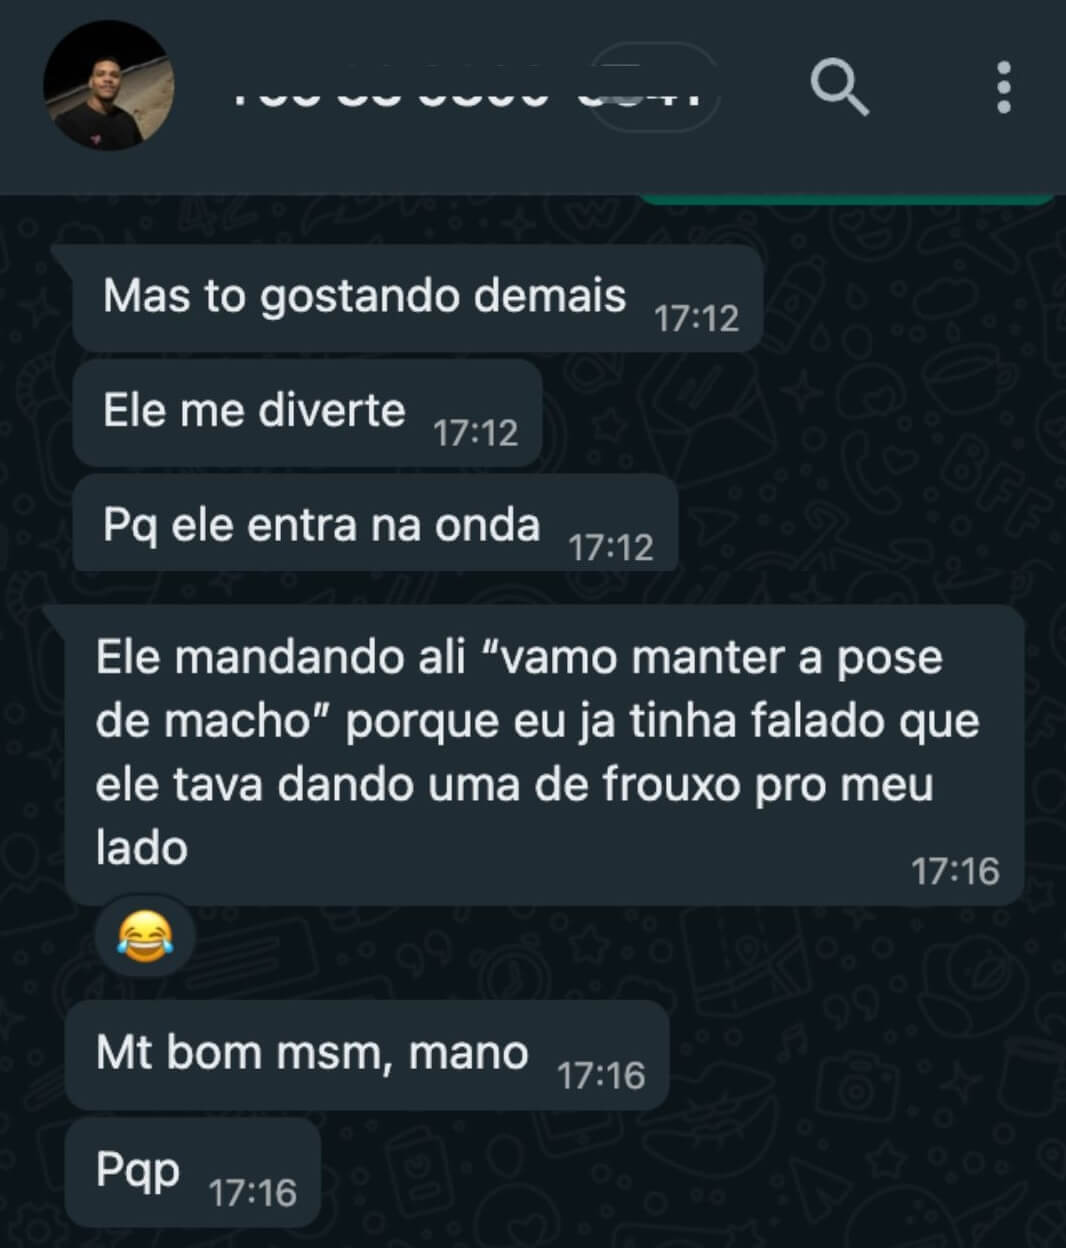 Mas to gostando demais 17:12
Ele me diverte 17:12
Pq ele entra na onda 17:12
Ele mandando ali “vamo manter a pose
de macho” porque eu ja tinha falado que
ele tava dando uma de frouxo pro meu
lado
17:16
😂
Mt bom msm, mano 17:16
Pqp 17:16